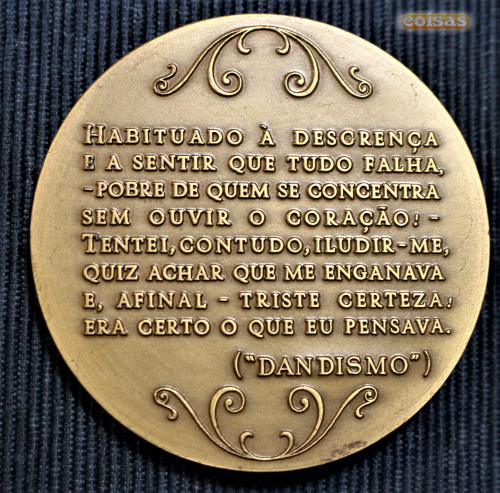 coisas
HABITUADO À DESCRENÇA
E A SENTIR QUE TUDO FALHA,
-POBRE DE QUEM SE CONCENTRA
SEM OUVIR O CORAÇÃO! -
TENTEI, CONTUDO, ILUDIR-ME,
QUIZ ACHAR QUE ME ENGANAVA
E, AFINAL - TRISTE CERTEZA!
ERA CERTO O QUE EU PENSAVA.
("DANDISMO")